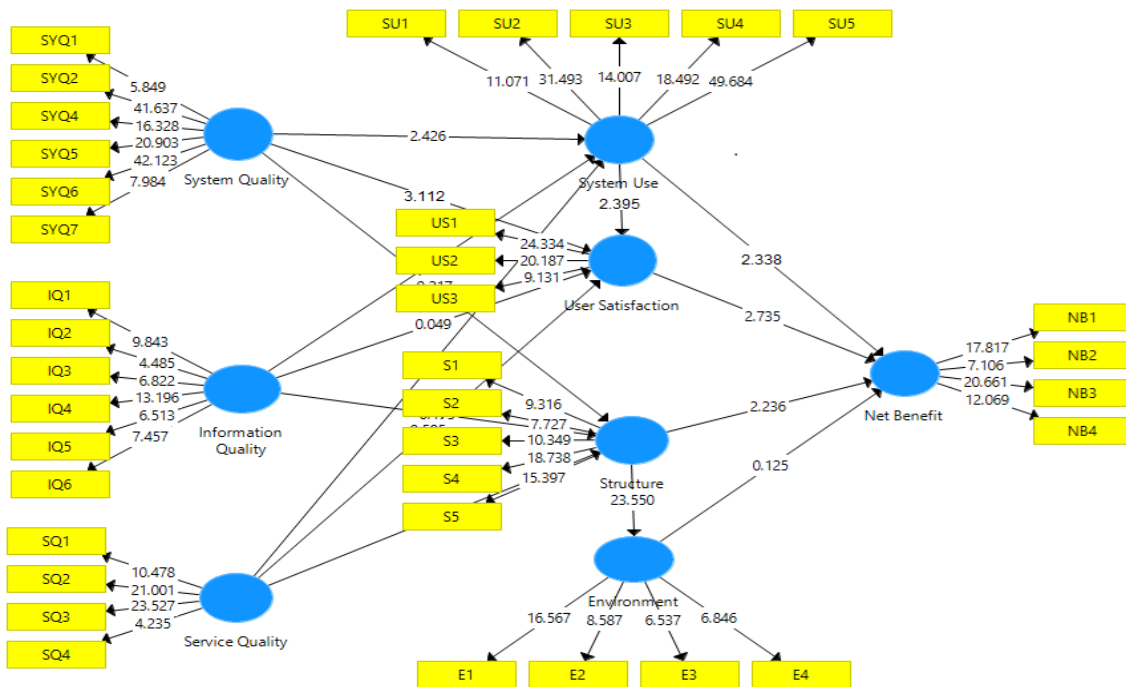 SU1
SU2
SU3
SU4
SU5
SYQ1
SYQ2
SYQ4
SYQ5
SYQ6
SYQ7
5.849
41.637
16.328
20.903
42.123
7.984
System Quality
11.071
31.493
14.007
18.492
49.684
2.426
System Use
3.112
2.395
US1
US2
US3
24.334
20.187
9.131
User Satisfaction
2.338
2.735
0.049
IQ1
IQ2
IQ3
IQ4
IQ5
IQ6
9.843
4.485
6.822
13.196
6.513
7.457
Information
Quality
S1
S2
S3
S4
S5
9.316
7.727
10.349
18.738
15.397
Structure
23.550
2.236
0.125
NB1
NB2
NB3
NB4
17.817
7.106
20.661
12.069
Net Benefit
SQ1
SQ2
SQ3
SQ4
10.478
21.001
23.527
4.235
Service Quality
Environment
16.567
8.587
6.537
6.846
E1
E2
E3
E4